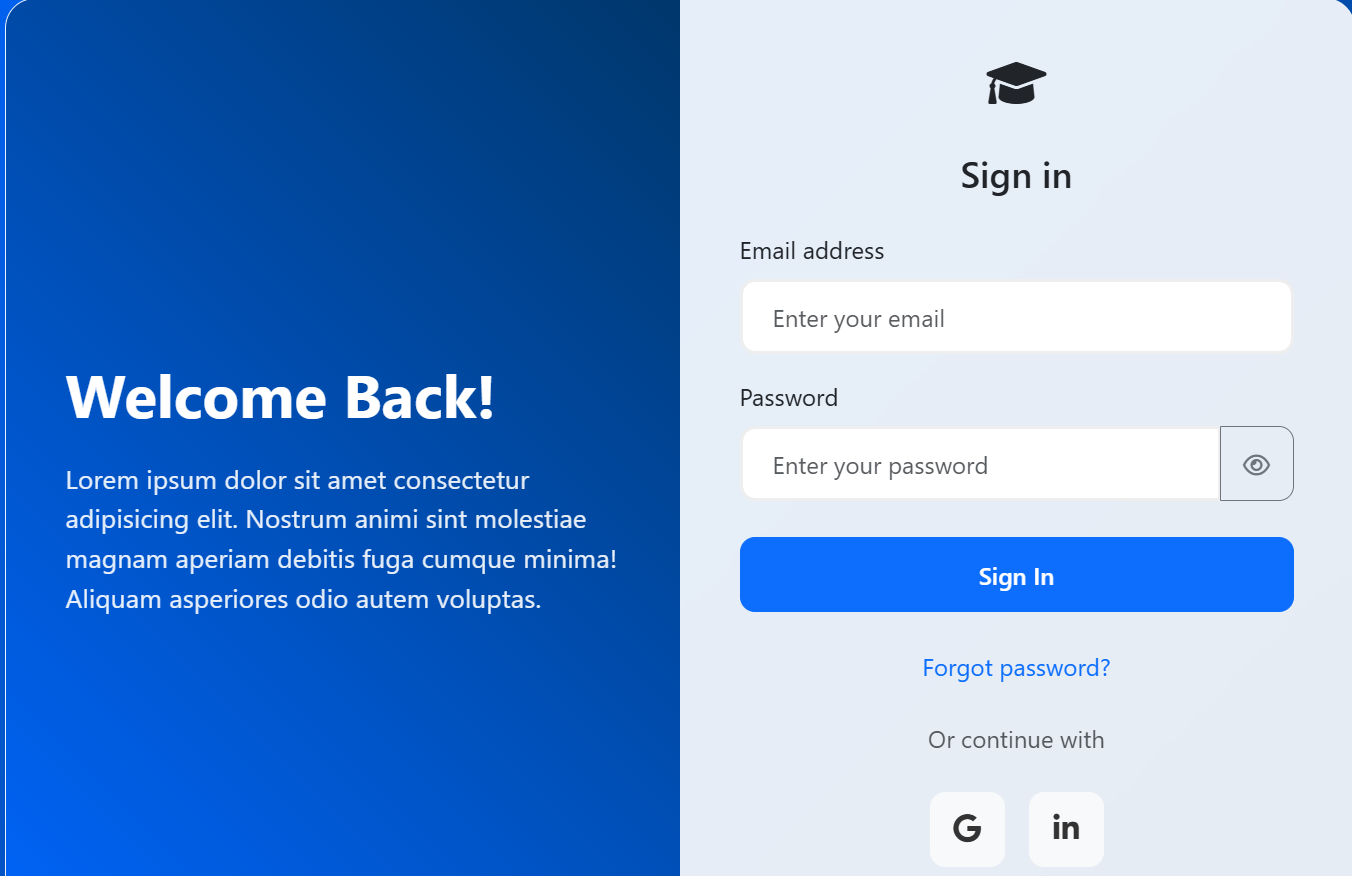 Welcome Back!
Lorem ipsum dolor sit amet consectetur
adipisicing elit. Nostrum animi sint molestiae
magnam aperiam debitis fuga cumque minima!
Aliquam asperiores odio autem voluptas.
Sign in
Email address
Enter your email
Password
Enter your password
Sign In
Forgot password?
Or continue with
G in